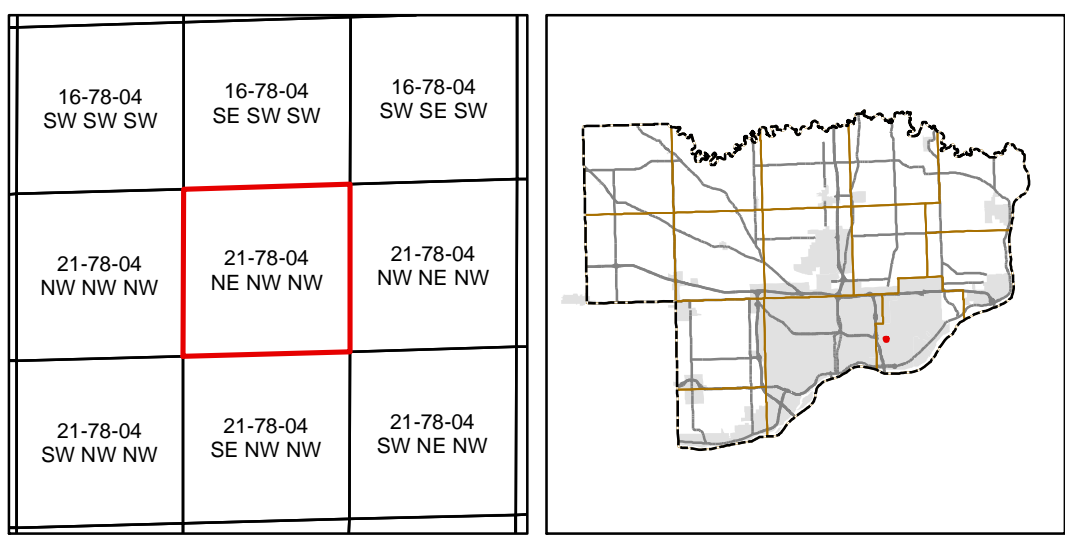 16-78-04
SW SW SW
16-78-04
SE SW SW
16-78-04
SW SE SW
21-78-04
NW NW NW
21-78-04
NE NW NW
21-78-04
NW NE NW
21-78-04
SW NW NW
21-78-04
SE NW NW
21-78-04
SW NE NW